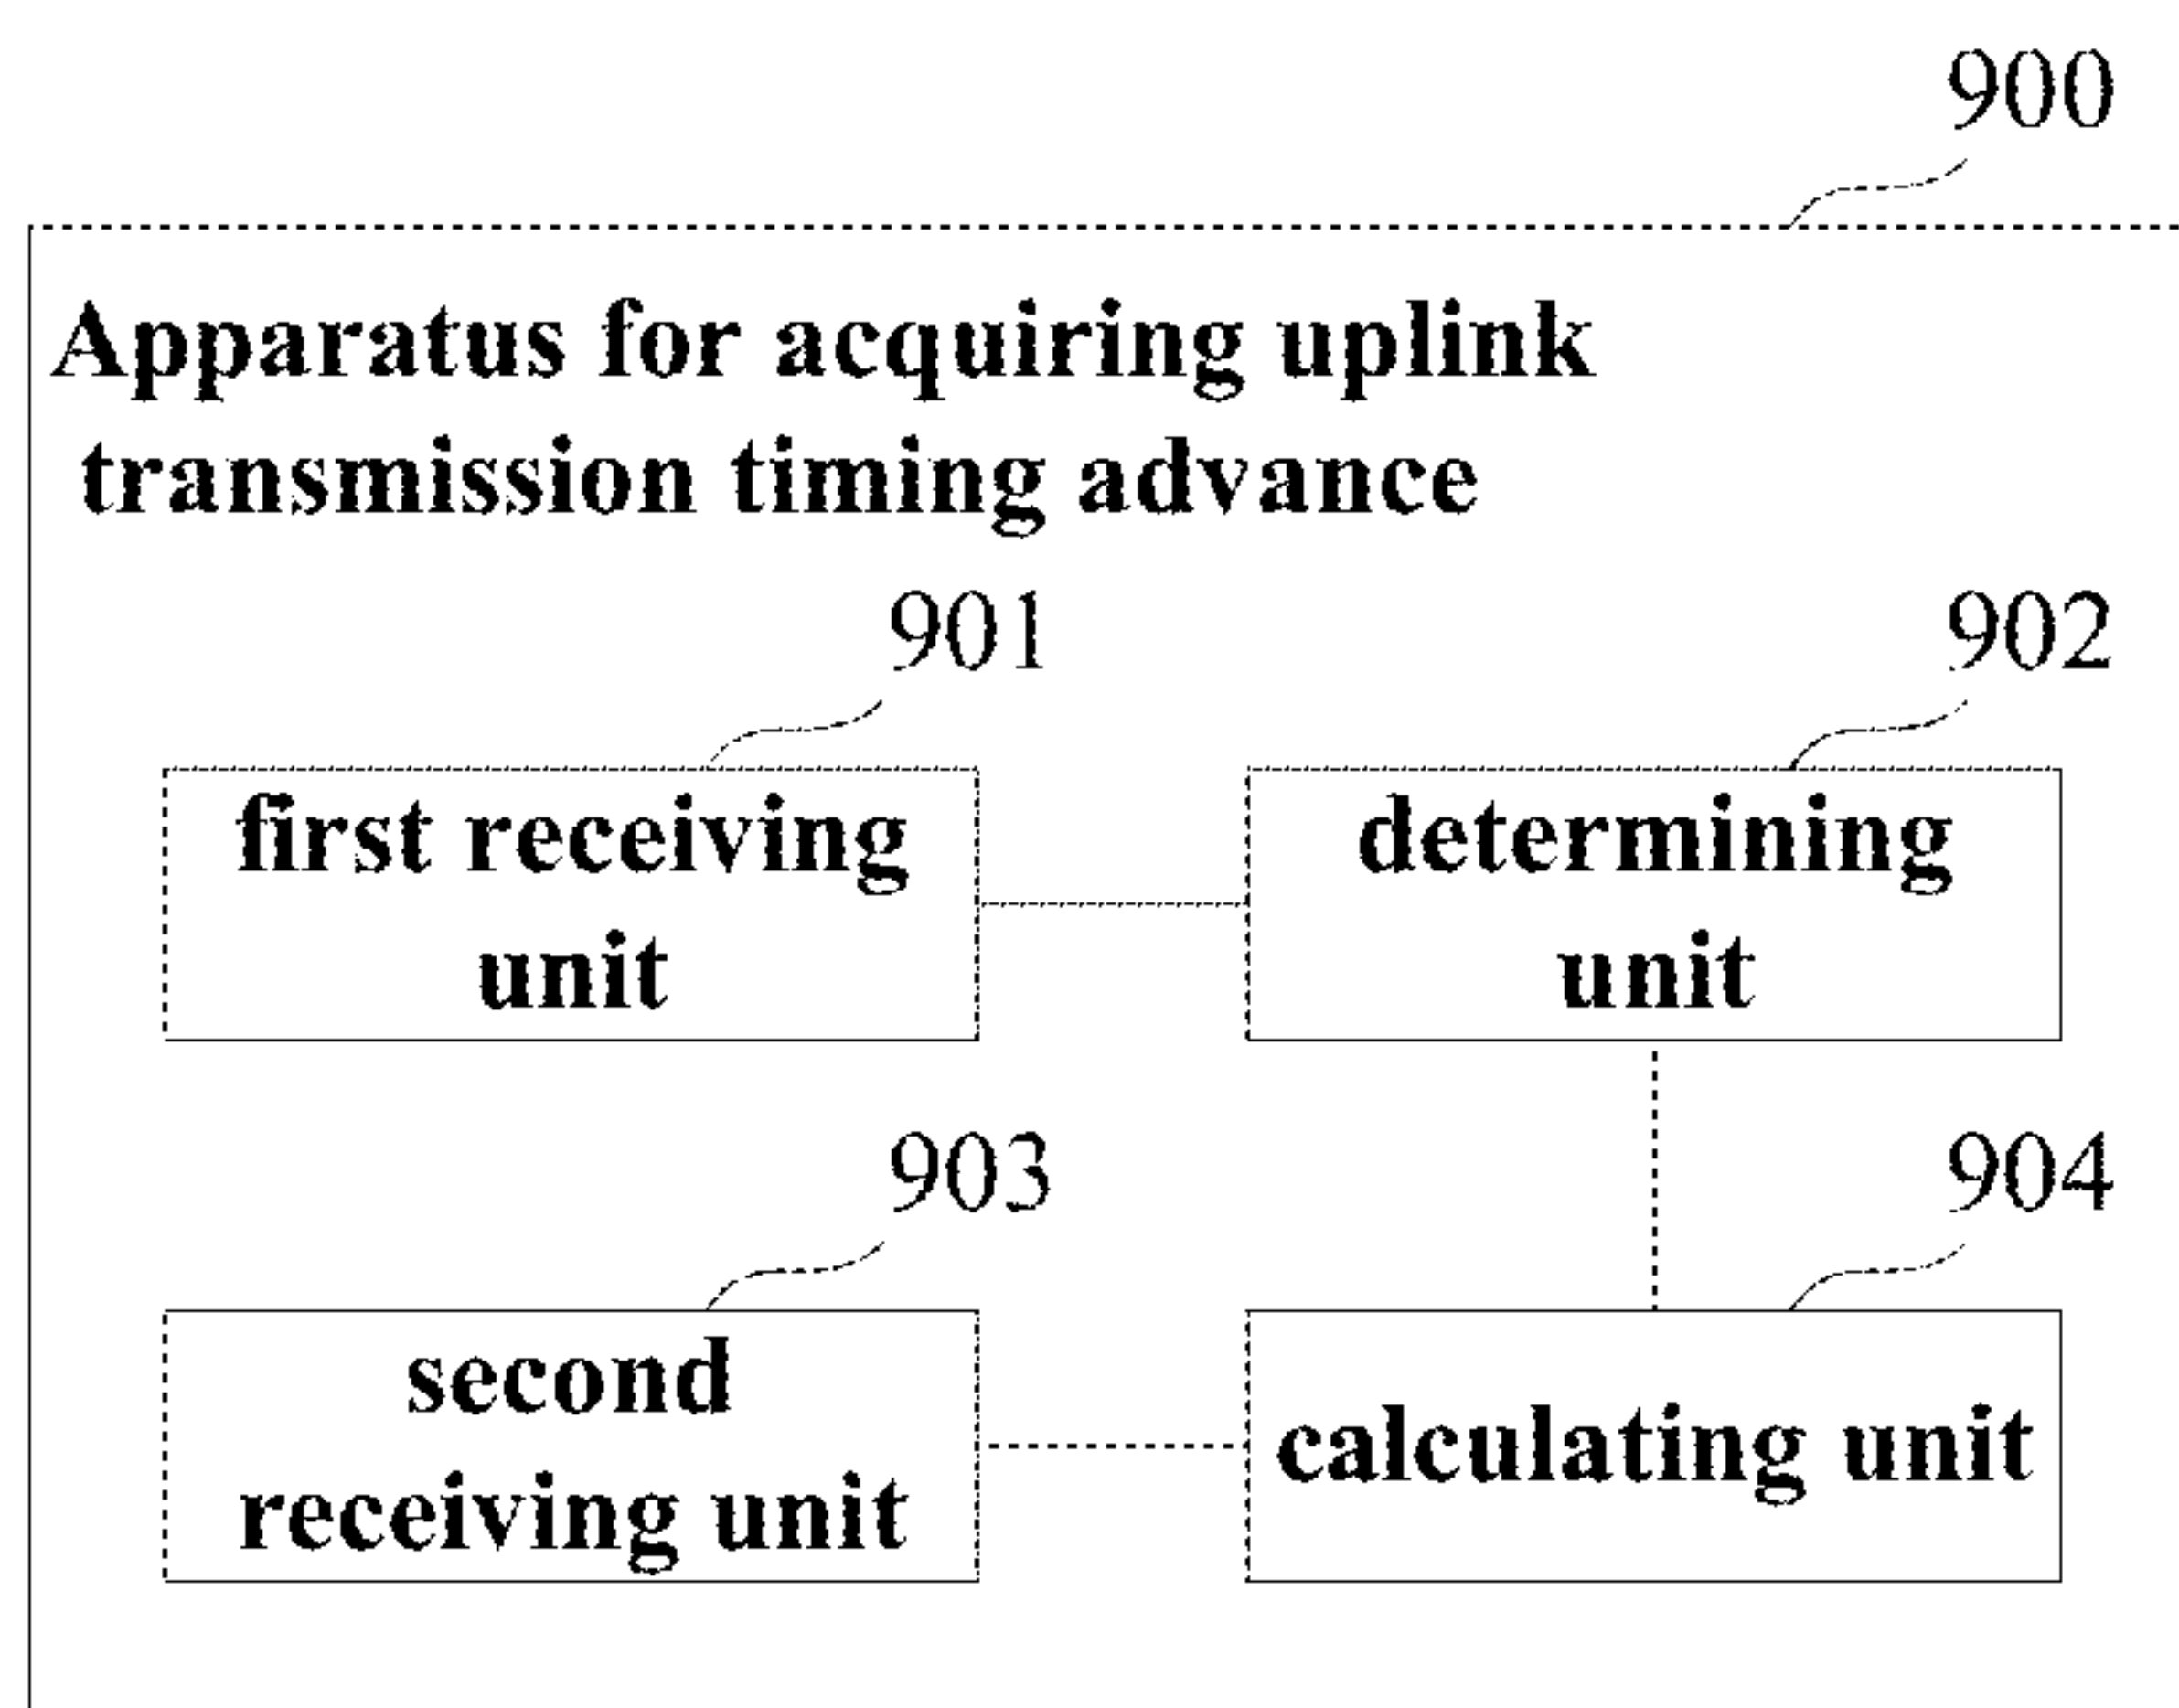 900
Apparatus for acquiring uplink
transmission timing advance
901
902
first receiving
unit
determining
unit
903
904
second
receiving unit
calculating unit